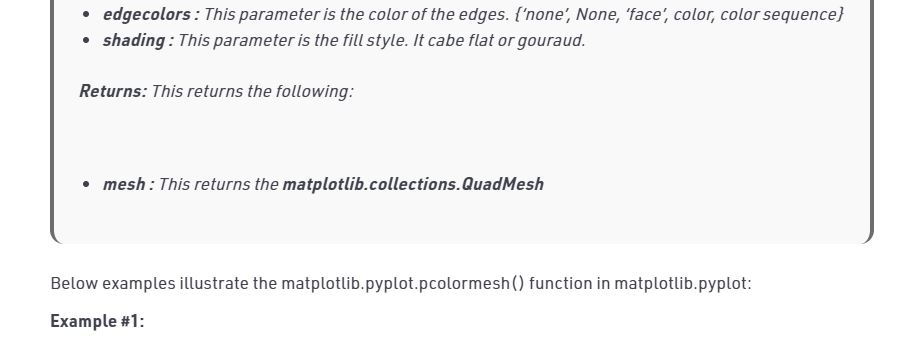 • edgecolors : This parameter is the color of the edges. {‘none’, None, ‘face’, color, color sequence}
• shading : This parameter is the fill style. It cabe flat or gouraud.
Returns: This returns the following:
• mesh : This returns the matplotlib.collections.QuadMesh
Below examples illustrate the matplotlib.pyplot.pcolormesh() function in matplotlib.pyplot:
Example #1: